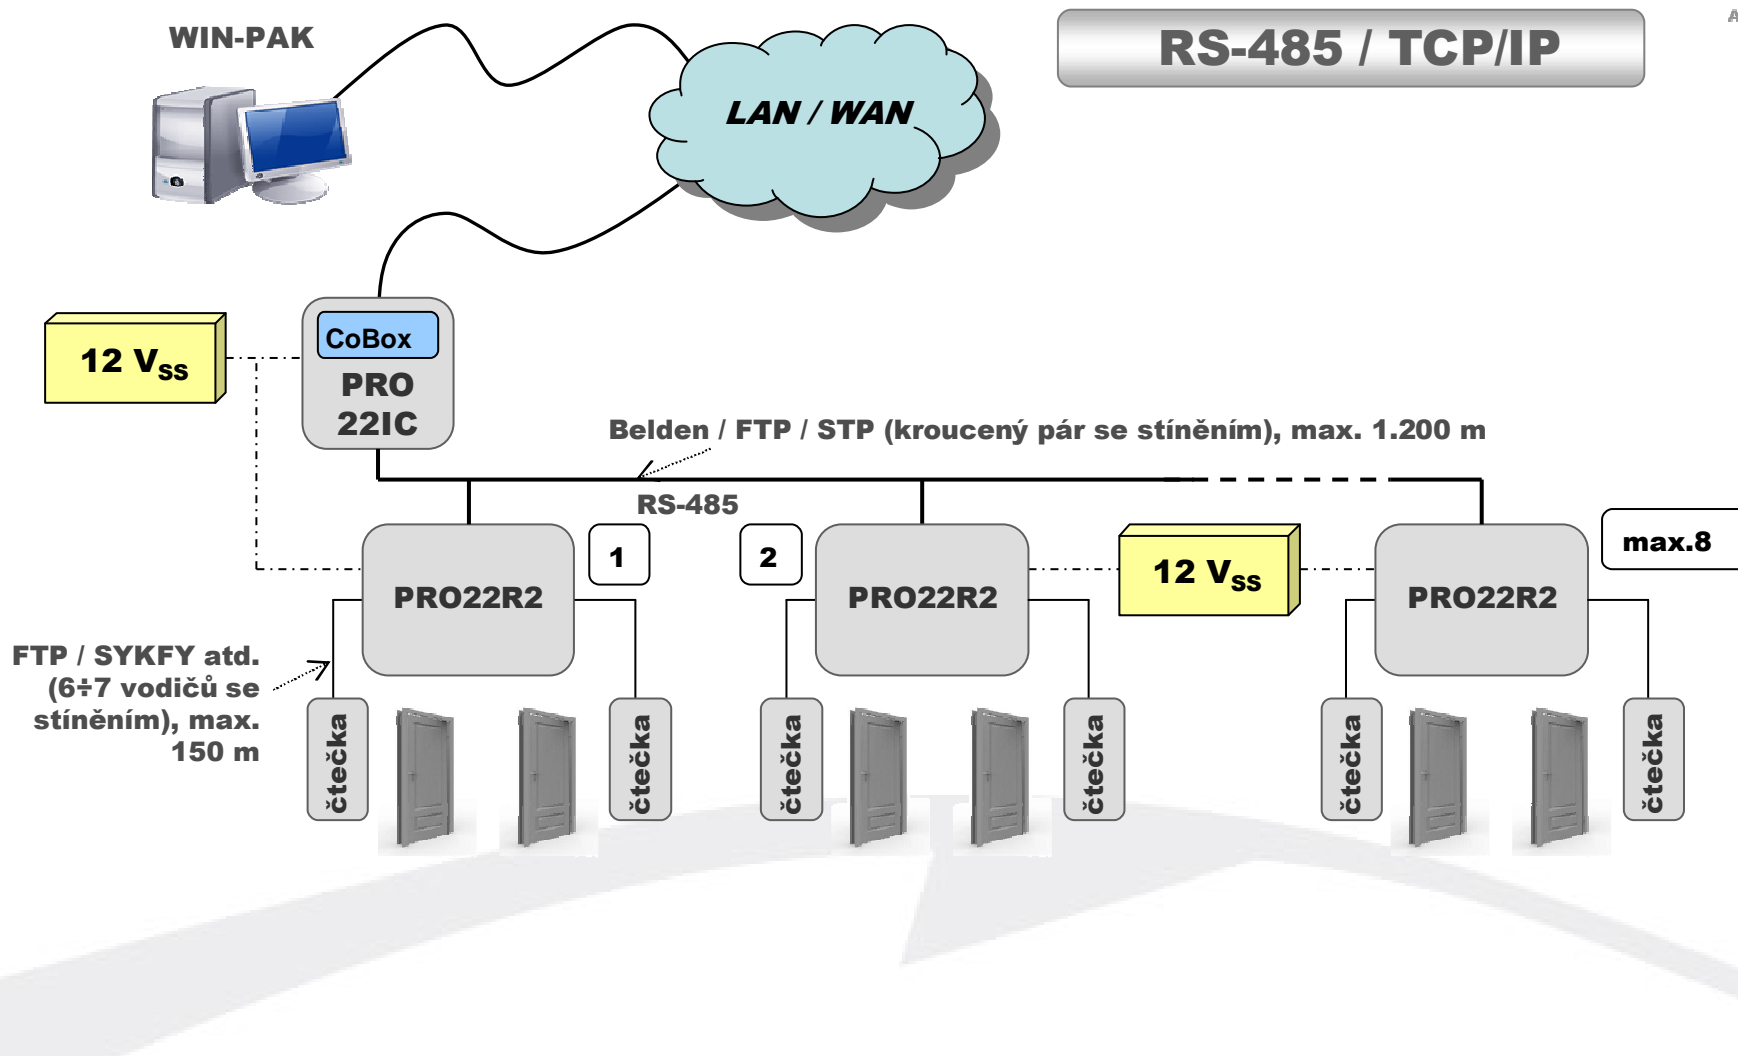 WIN-PAK
RS-485 / TCP/IP
LAN / WAN
CoBox
PRO
22IC
12 VSS
Belden / FTP / STP (kroucený pár se stíněním), max. 1.200 m
RS-485
1
2
max.8
PRO22R2
PRO22R2
12 VSS
PRO22R2
FTP / SYKFY atd.
(6÷7 vodičů se
stíněním), max.
150 m
čtečka
čtečka
čtečka
čtečka
čtečka
čtečka